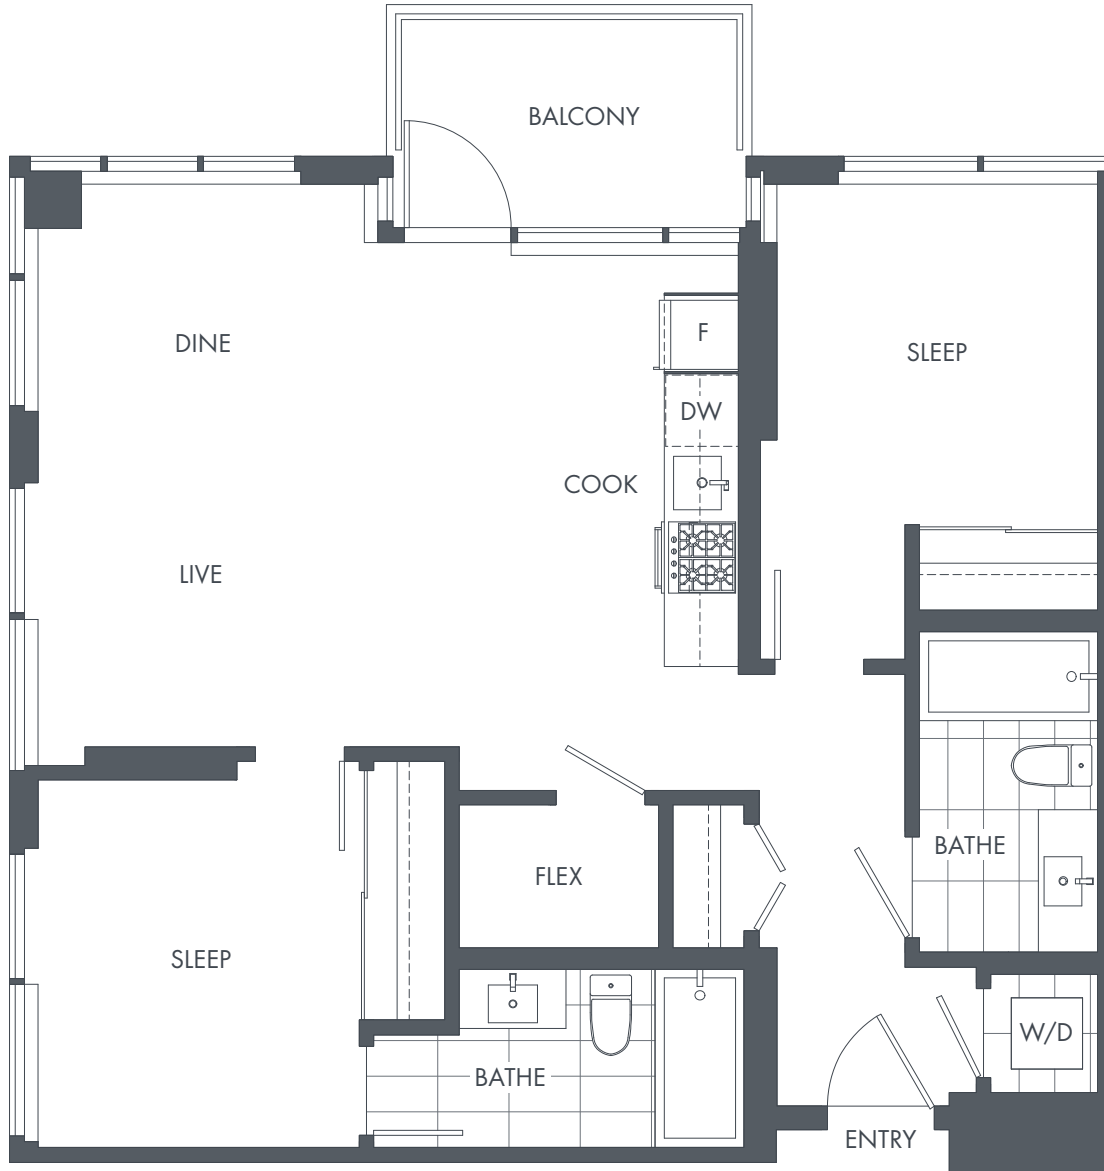 BALCONY
DINE
F
SLEEP
DW
COOK
LIVE
BATHE
FLEX
SLEEP
W/D
BATHE
ENTRY